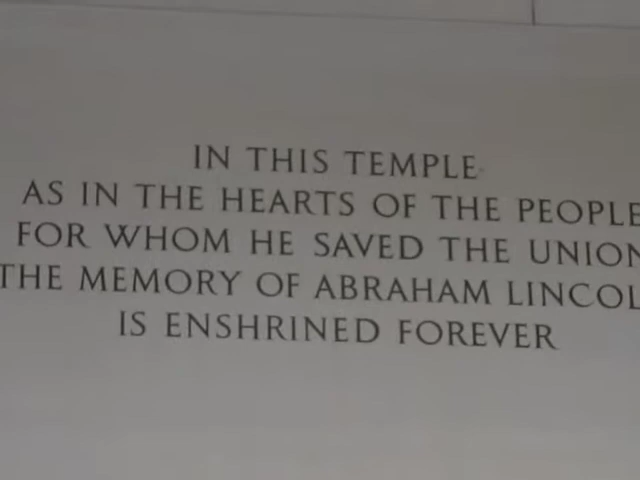 IN THIS TEMPLE
AS IN THE HEARTS OF THE PEOPLE
FOR WHOM HE SAVED THE UNION
THE MEMORY OF ABRAHAM LINCOL
IS ENSHRINED FOREVER